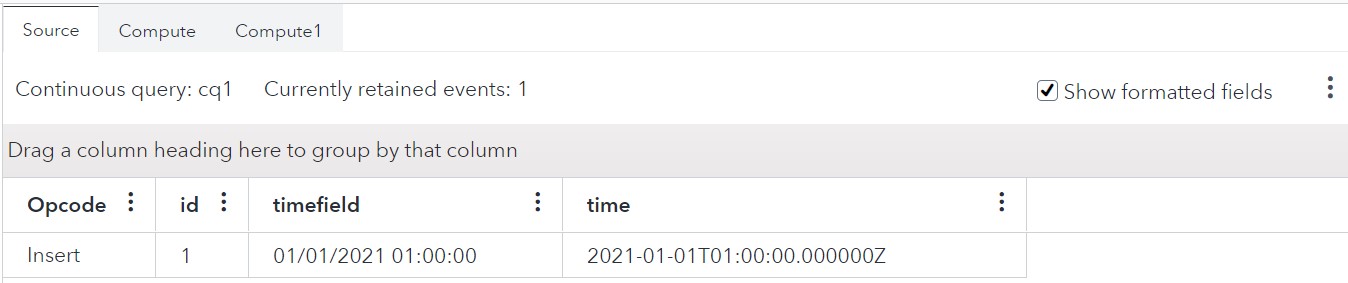 Source Compute Compute1
Continuous query: cq1 Currently retained events: 1 Show formatted fields
Drag a column heading here to group by that column
Opcode id timefield time
Insert 1 01/01/2021 01:00:00 2021-01-01T01:00:00.000000Z